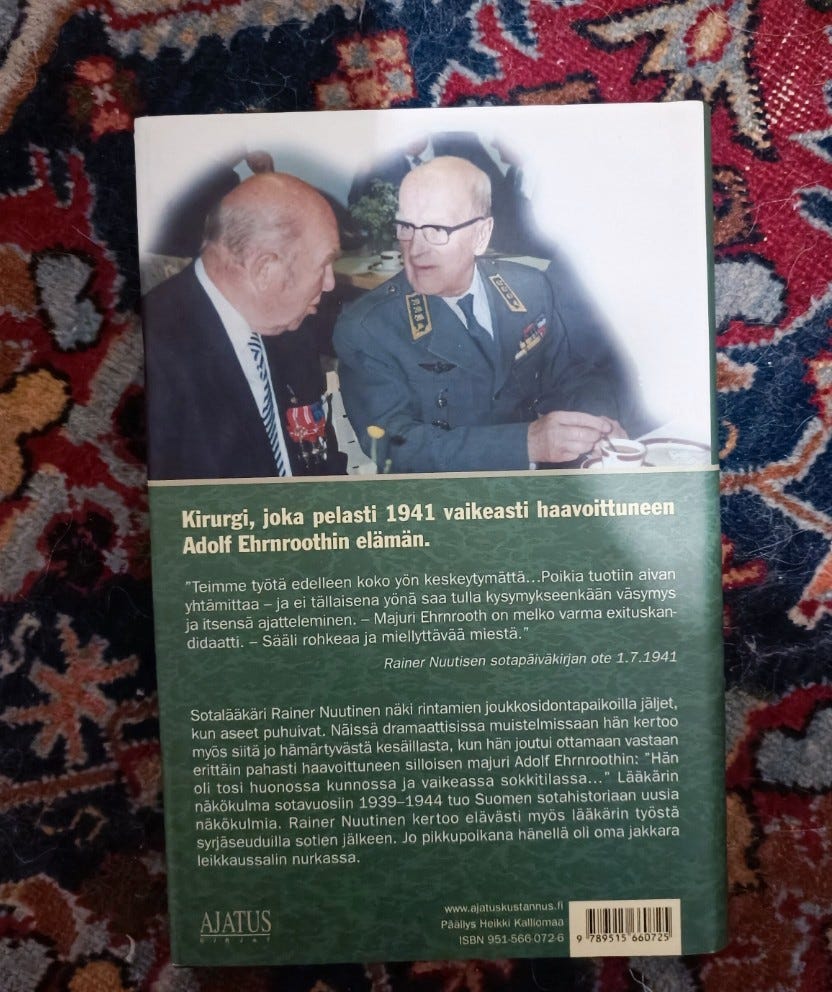 Kirurgi, joka pelasti 1941 vaikeasti haavoittuneen
Adolf Ehrnroothin elämän.
"Teimme työtä edelleen koko yön keskeytymättä...Poikia tuotiin aivan
yhtämittaa – ja ei tällaisena yönä saa tulla kysymykseenkään väsymys
ja itsensä ajatteleminen. – Majuri Ehrnrooth on melko varma exituskan-
didaatti. – Sääli rohkeaa ja miellyttävää miestä."
Rainer Nuutisen sotapäiväkirjan ote 1.7.1941
Sotalääkäri Rainer Nuutinen näki rintamien joukkosidontapaikoilla jäljet,
kun aseet puhuivat. Näissä dramaattisissa muistelmissaan hän kertoo
myös siitä jo hämärtyvästä kesäillasta, kun hän joutui ottamaan vastaan
erittäin pahasti haavoittuneen silloisen majuri Adolf Ehrnroothin: "Hän
oli tosi huonossa kunnossa ja vaikeassa sokkitilassa..." Lääkärin
näkökulma sotavuosiin 1939–1944 tuo Suomen sotahistoriaan uusia
näkökulmia. Rainer Nuutinen kertoo elävästi myös lääkärin työstä
syrjäseuduilla sotien jälkeen. Jo pikkupoikana hänellä oli oma jakkara
leikkaussalin nurkassa.
AJATUS
KIRJAT
www.ajatuskustannus.fi
Päällys Heikki Kalliomaa
ISBN 951-566-072-6
9 789515 660725